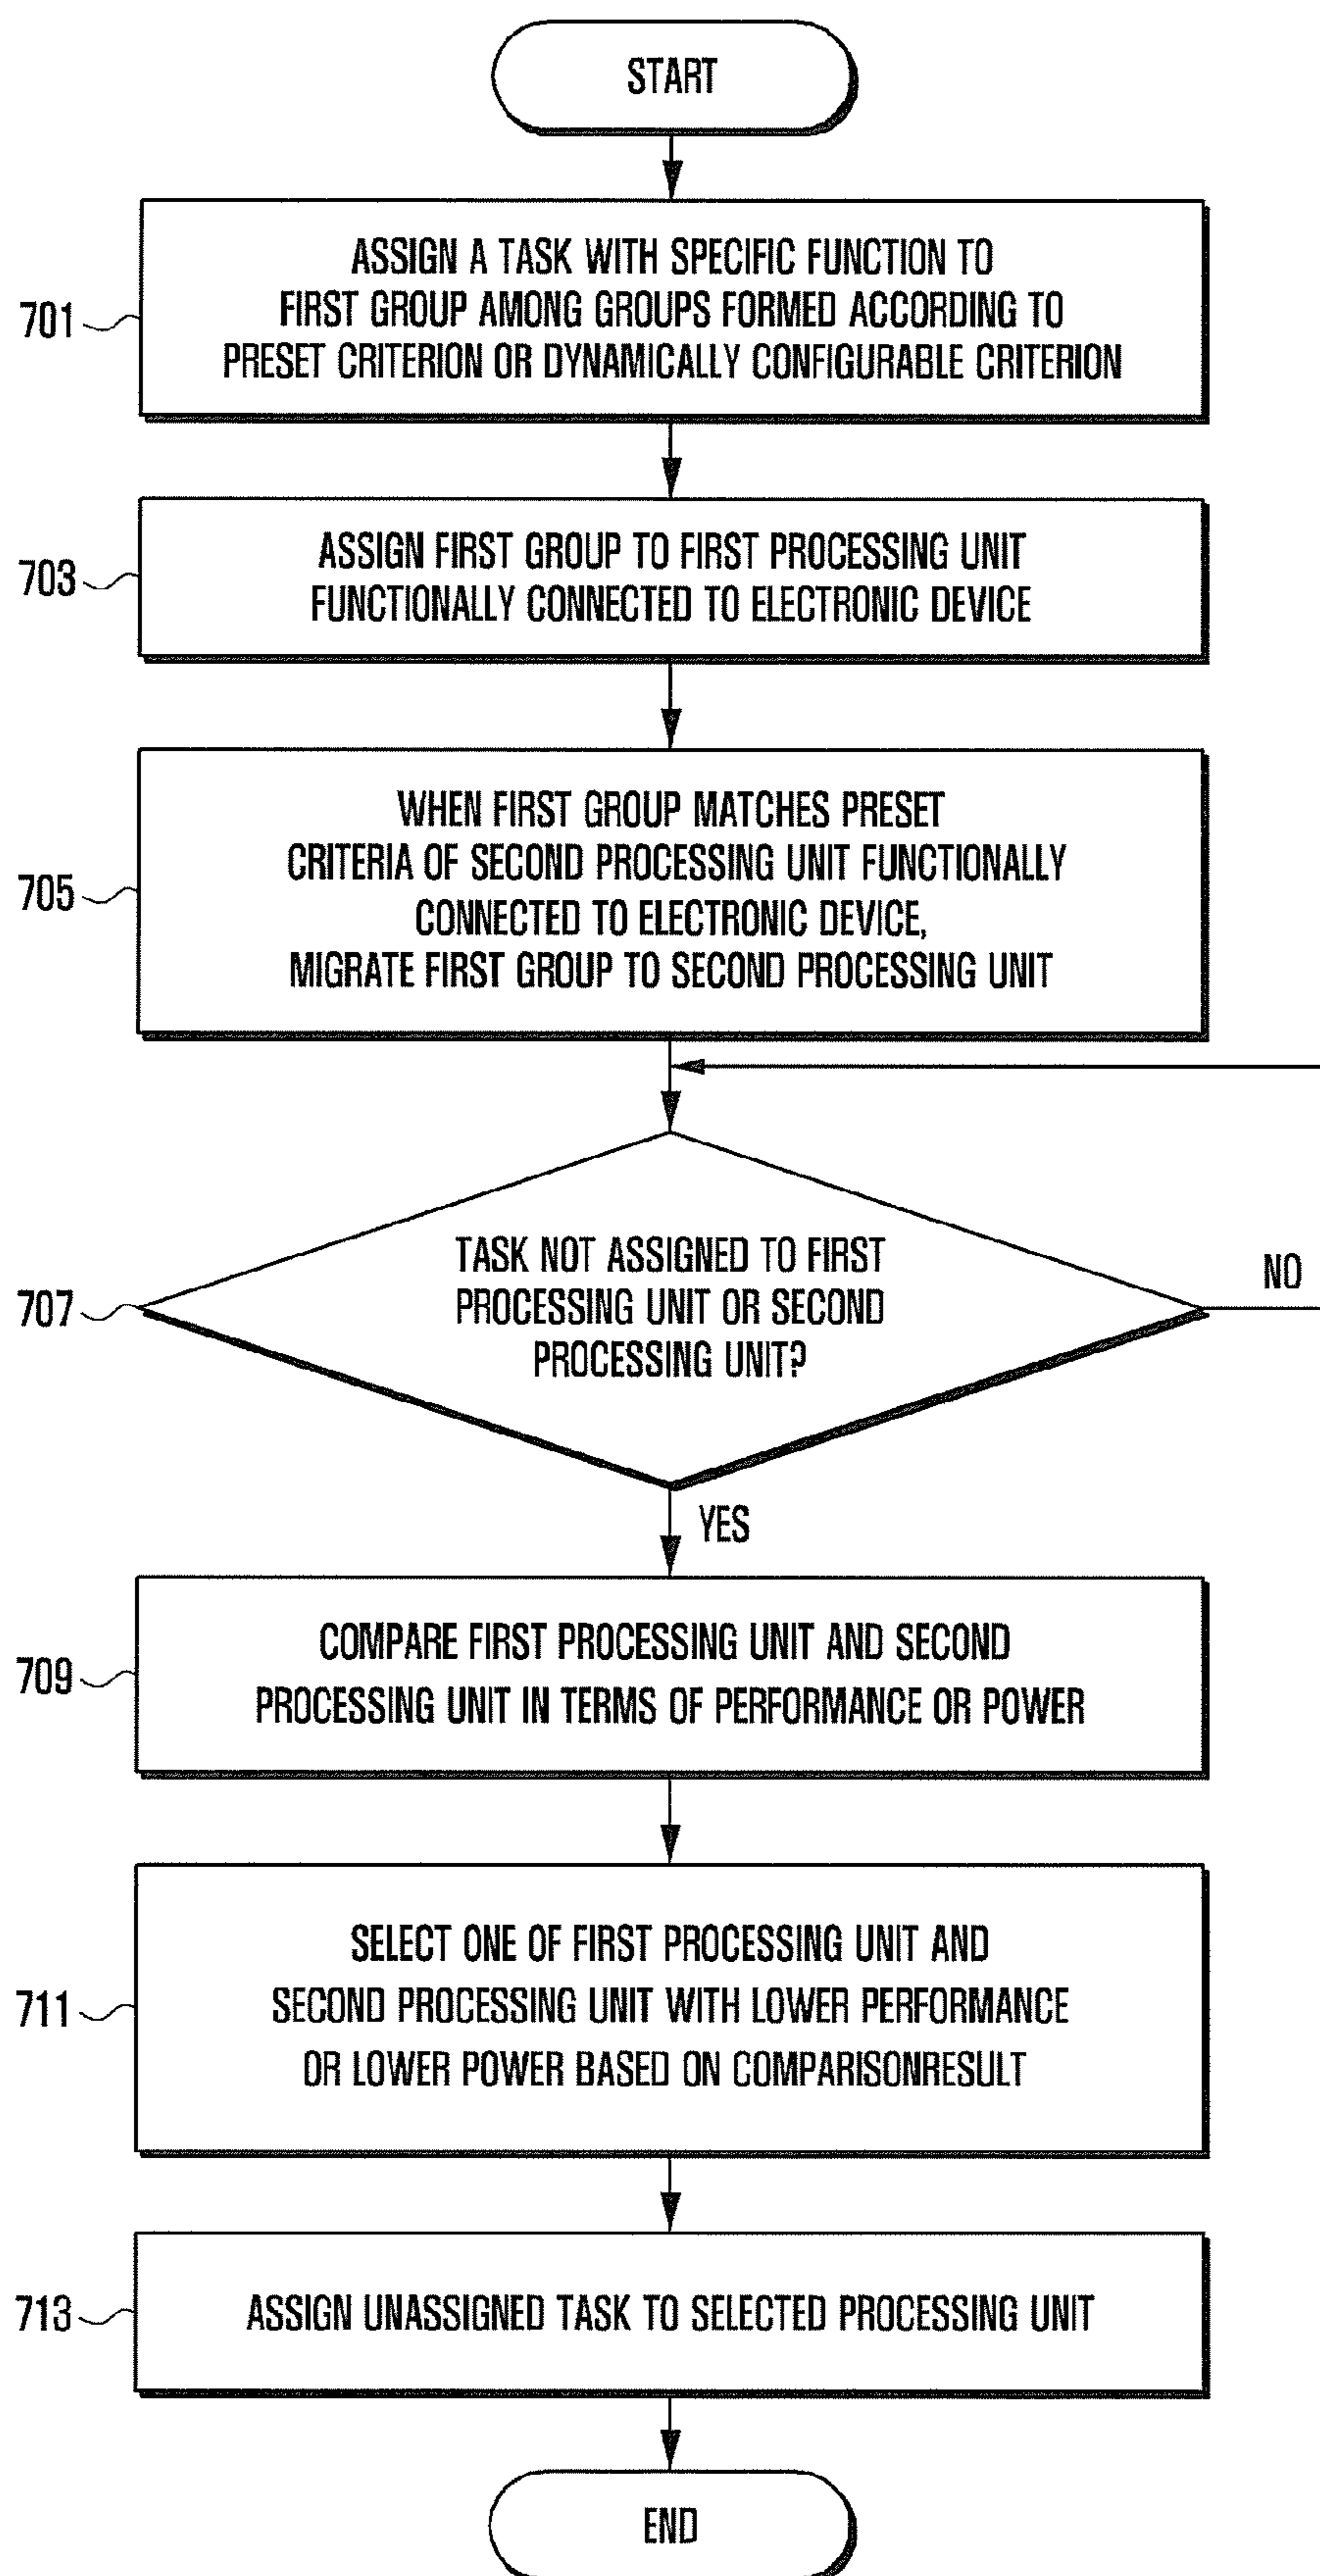 START
701
ASSIGN A TASK WITH SPECIFIC FUNCTION TO
FIRST GROUP AMONG GROUPS FORMED ACCORDING TO
PRESET CRITERION OR DYNAMICALLY CONFIGURABLE CRITERION
703
ASSIGN FIRST GROUP TO FIRST PROCESSING UNIT
FUNCTIONALLY CONNECTED TO ELECTRONIC DEVICE
705
WHEN FIRST GROUP MATCHES PRESET
CRITERIA OF SECOND PROCESSING UNIT FUNCTIONALLY
CONNECTED TO ELECTRONIC DEVICE,
MIGRATE FIRST GROUP TO SECOND PROCESSING UNIT
707
TASK NOT ASSIGNED TO FIRST
PROCESSING UNIT OR SECOND
PROCESSING UNIT?
NO
YES
709
COMPARE FIRST PROCESSING UNIT AND SECOND
PROCESSING UNIT IN TERMS OF PERFORMANCE OR POWER
711
SELECT ONE OF FIRST PROCESSING UNIT AND
SECOND PROCESSING UNIT WITH LOWER PERFORMANCE
OR LOWER POWER BASED ON COMPARISONRESULT
713
ASSIGN UNASSIGNED TASK TO SELECTED PROCESSING UNIT
END